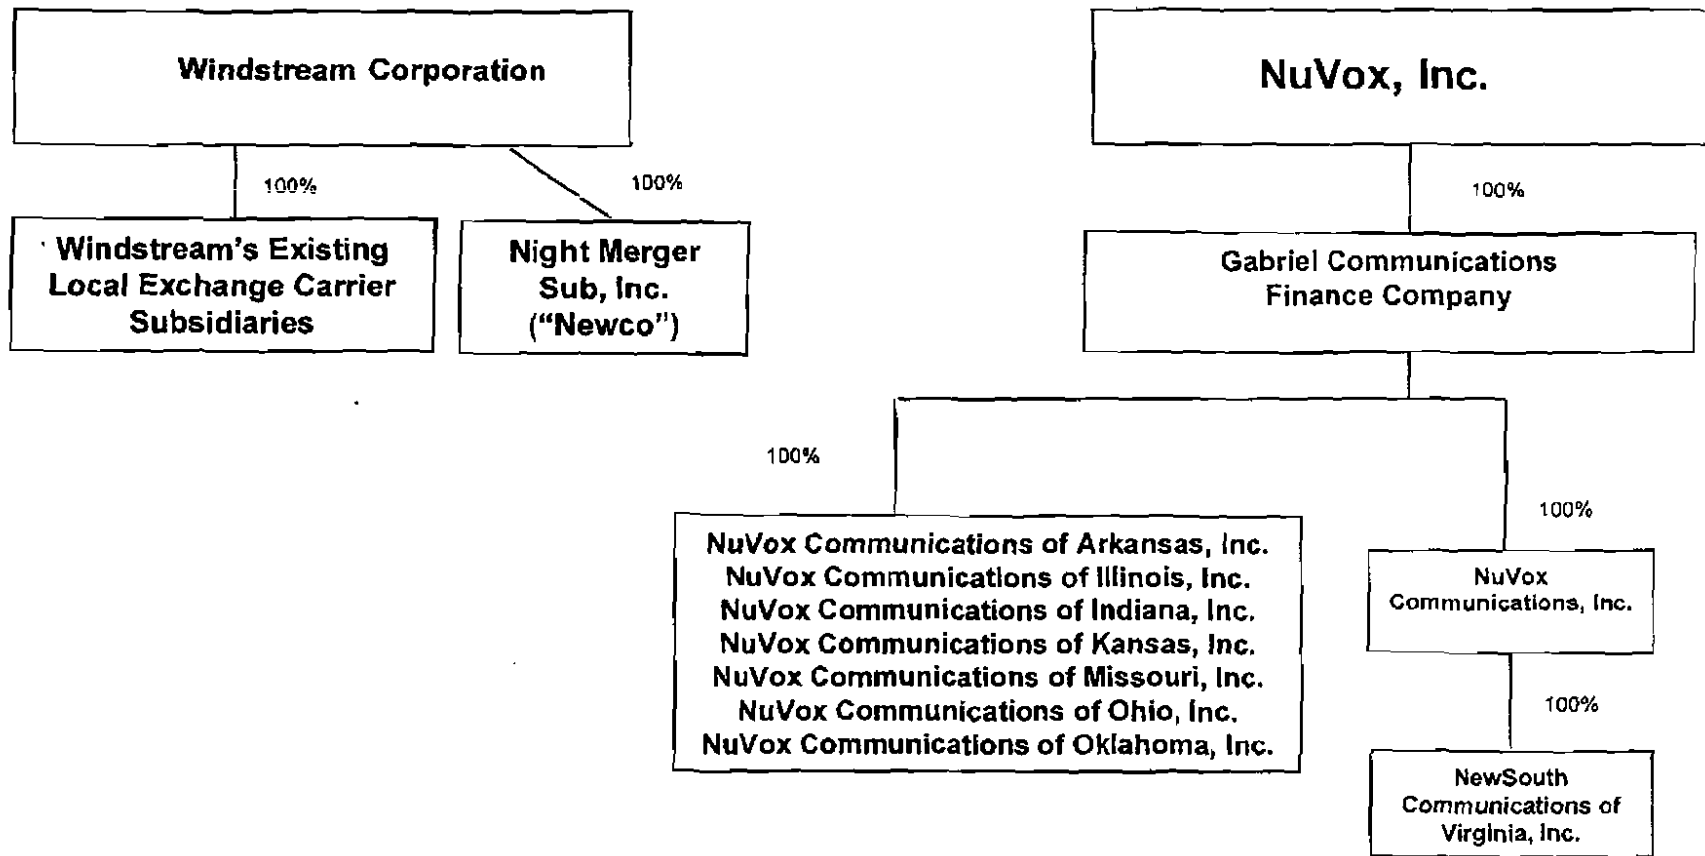 Windstream Corporation
NuVox, Inc.
100%
100%
100%
Windstream's Existing
Local Exchange Carrier
Subsidiaries
Night Merger
Sub, Inc.
("Newco")
Gabriel Communications
Finance Company
100%
100%
NuVox Communications of Arkansas, Inc.
NuVox Communications of Illinois, Inc.
NuVox Communications of Indiana, Inc.
NuVox Communications of Kansas, Inc.
NuVox Communications of Missouri, Inc.
NuVox Communications of Ohio, Inc.
NuVox Communications of Oklahoma, Inc.
NuVox
Communications, Inc.
100%
NewSouth
Communications of
Virginia, Inc.